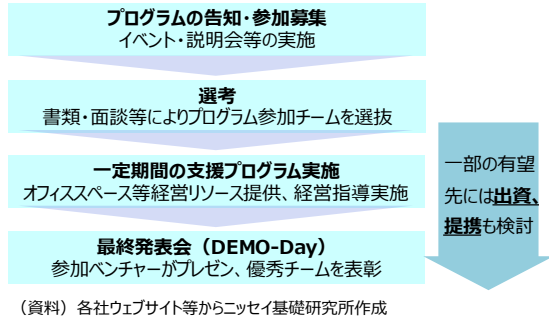 プログラムの告知・参加募集
イベント・説明会等の実施
選考
書類・面談等によりプログラム参加チームを選抜
一定期間の支援プログラム実施
オフィススペース等経営リソース提供、経営指導実施
最終発表会（DEMO-Day）
参加ベンチャーがプレゼン、優秀チームを表彰
一部の有望
先には出資、
提携も検討
（資料）各社ウェブサイト等からニッセイ基礎研究所作成